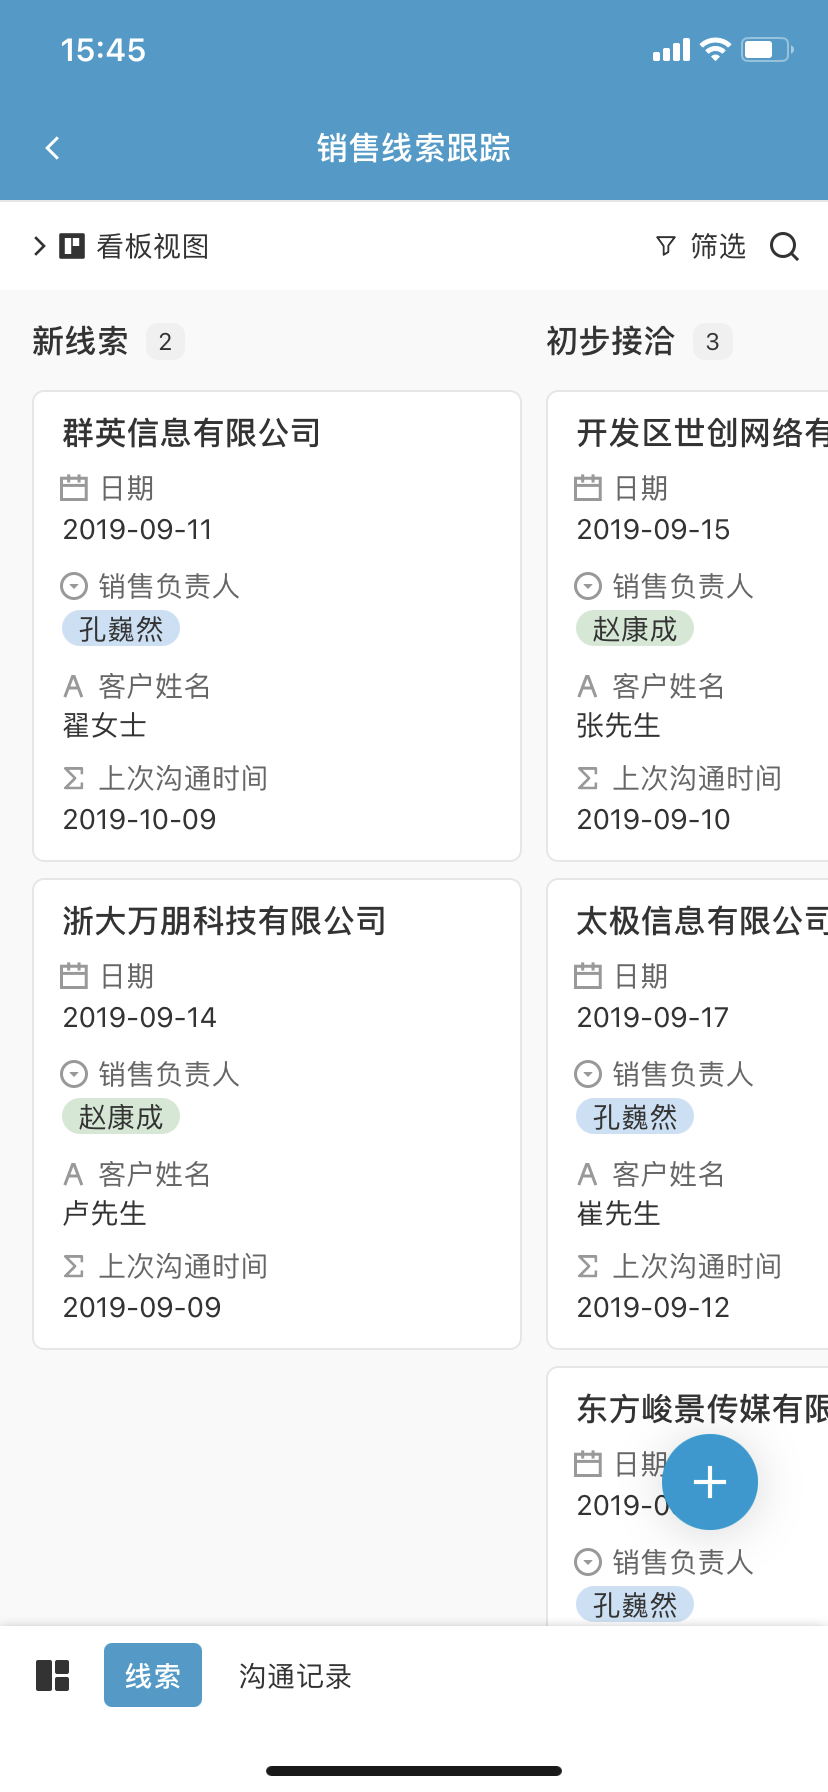 15:45
销售线索跟踪
看板视图
筛选
新线索 2
群英信息有限公司
日期
2019-09-11
销售负责人
孔巍然
客户姓名
翟女士
上次沟通时间
2019-10-09
浙大万朋科技有限公司
日期
2019-09-14
销售负责人
赵康成
客户姓名
卢先生
上次沟通时间
2019-09-09
初步接洽 3
开发区世创网络有
日期
2019-09-15
销售负责人
赵康成
客户姓名
张先生
上次沟通时间
2019-09-10
太极信息有限公司
日期
2019-09-17
销售负责人
孔巍然
客户姓名
崔先生
上次沟通时间
2019-09-12
东方峻景传媒有限
日期
2019-0
销售负责人
孔巍然
线索
沟通记录